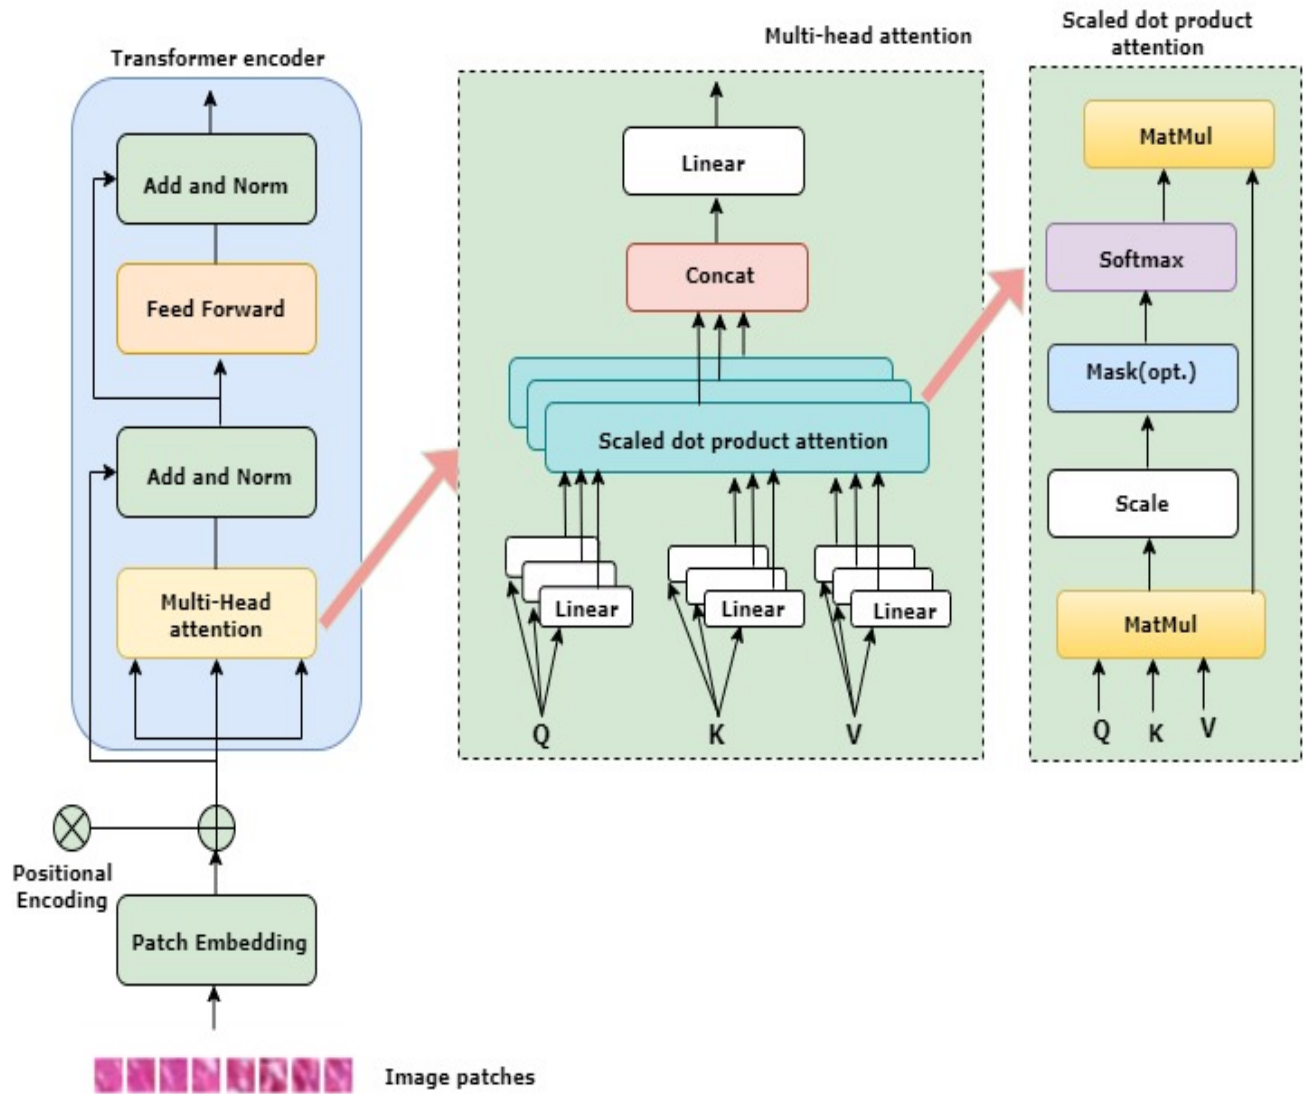 Transformer encoder
Add and Norm
Feed Forward
Add and Norm
Multi-Head
attention
Positional
Encoding
Patch Embedding
Image patches
Multi-head attention
Linear
Concat
Scaled dot product attention
Linear
Linear
Linear
Q
K
V
Scaled dot product
attention
MatMul
Softmax
Mask(opt.)
Scale
MatMul
Q
K
V